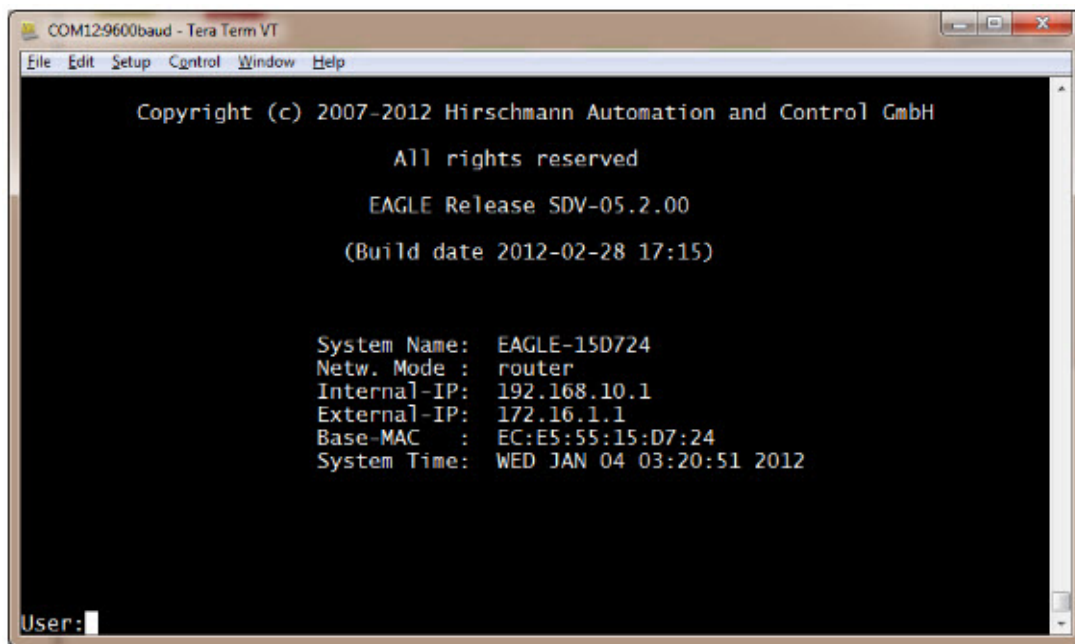 COM12:9600baud - Tera Term VT
File Edit Setup Control Window Help
Copyright (c) 2007-2012 Hirschmann Automation and Control GmbH
All rights reserved
EAGLE Release SDV-05.2.00
(Build date 2012-02-28 17:15)
System Name: EAGLE-15D724
Netw. Mode : router
Internal-IP: 192.168.10.1
External-IP: 172.16.1.1
Base-MAC : EC:E5:55:15:D7:24
System Time: WED JAN 04 03:20:51 2012
User: